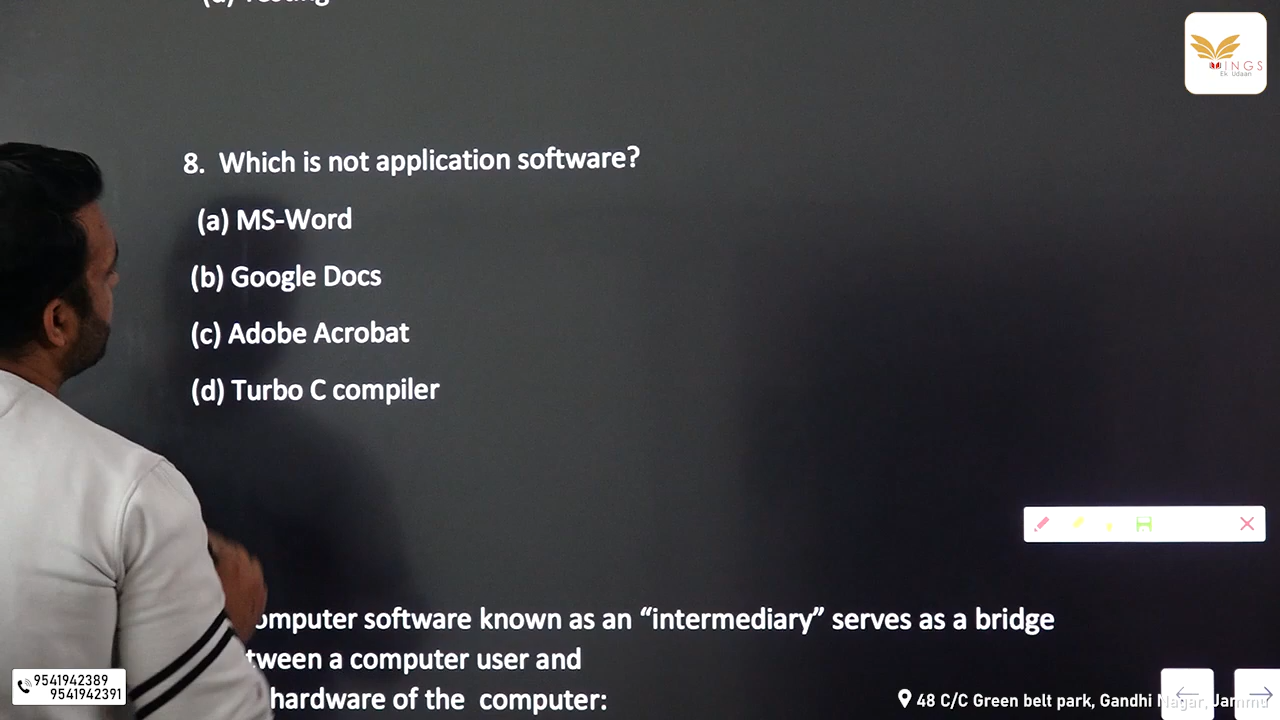 (d) Testing
WINGS
Ek Udaan
8. Which is not application software?
(a) MS-Word
(b) Google Docs
(c) Adobe Acrobat
(d) Turbo C compiler
omputer software known as an “intermediary” serves as a bridge
tween a computer user and
hardware of the computer:
9541942389
9541942391
48 C/C Green belt park, Gandhi Nagar, Jammu